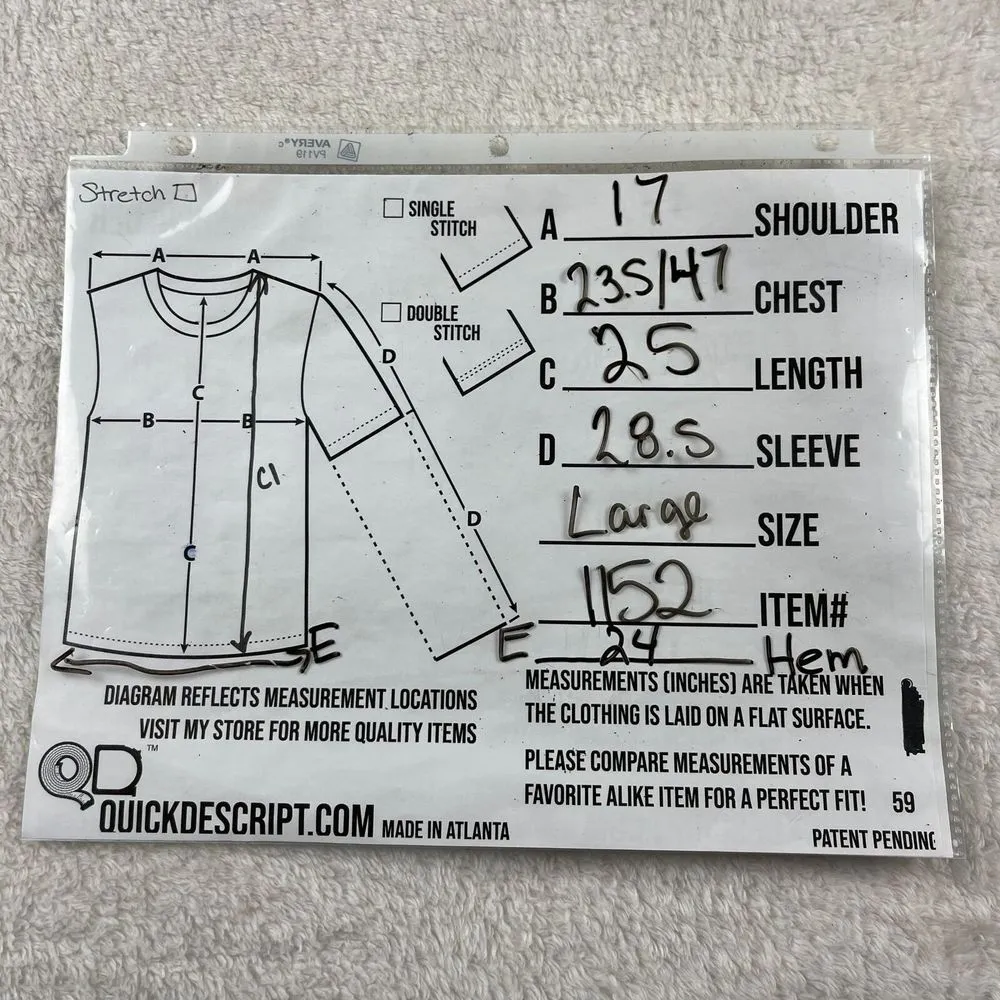 AVERY®c
PV119
Stretch
SINGLE
STITCH
DOUBLE
STITCH
A A
B B
C
C
C1
D
D
E
A 17 SHOULDER
B 23.5/47 CHEST
C 25 LENGTH
D 28.5 SLEEVE
Large SIZE
1152 ITEM#
E 24 Hem
DIAGRAM REFLECTS MEASUREMENT LOCATIONS
VISIT MY STORE FOR MORE QUALITY ITEMS
MEASUREMENTS (INCHES) ARE TAKEN WHEN
THE CLOTHING IS LAID ON A FLAT SURFACE.
PLEASE COMPARE MEASUREMENTS OF A
FAVORITE ALIKE ITEM FOR A PERFECT FIT! 59
QD™
QUICKDESCRIPT.COM MADE IN ATLANTA
PATENT PENDING